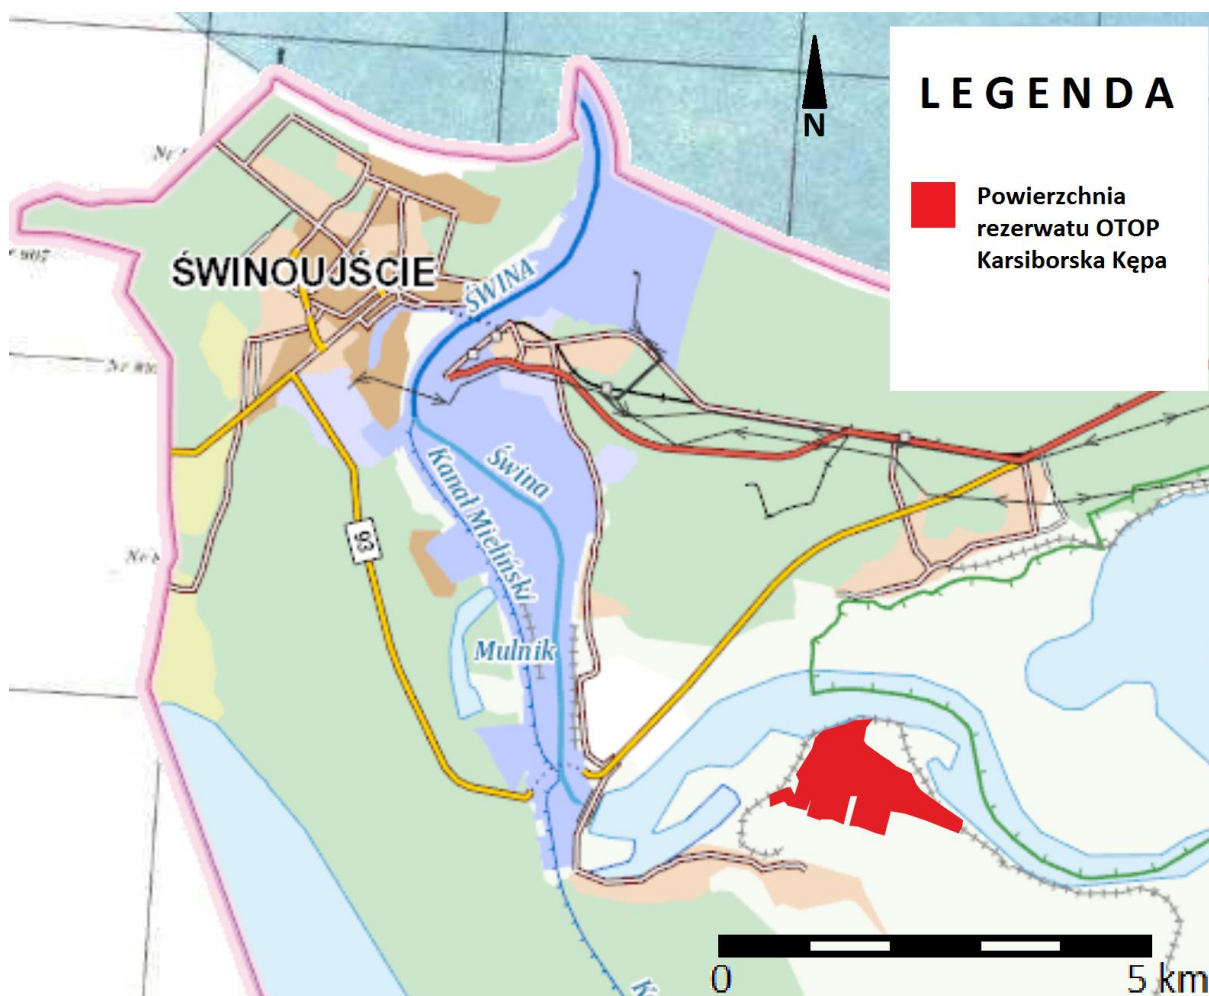 LEGENDA
N
Powierzchnia
rezerwatu OTOP
Karsiborska Kępa
ŚWINOUJŚCIE
ŚWINA
Świna
Kanał Mieliński
93
Mulnik
0
5 km